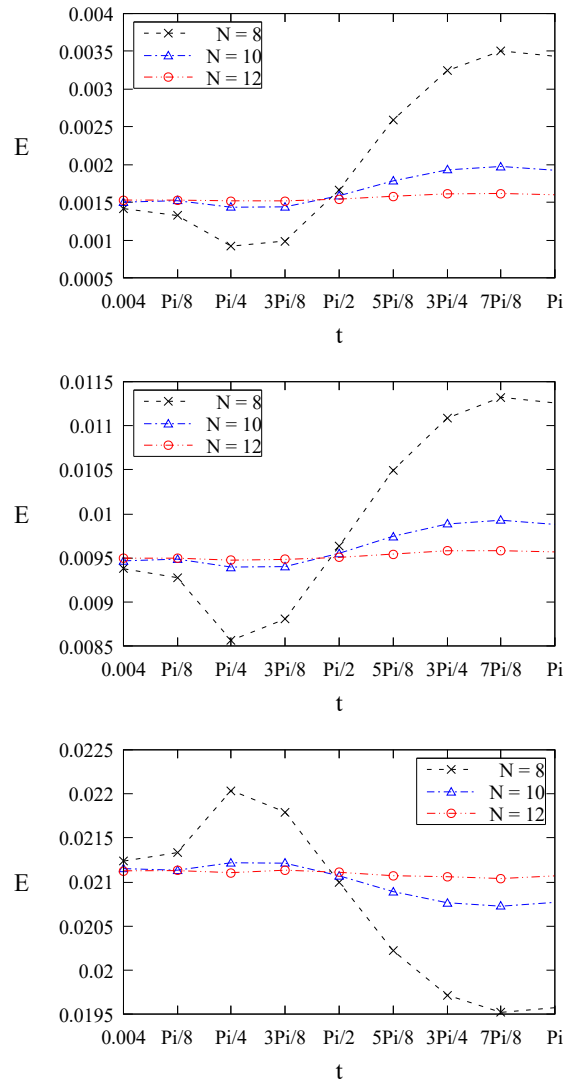 0.004
0.0035
0.003
0.0025
0.002
0.0015
0.001
0.0005
E
N = 8
N = 10
N = 12
0.004 Pi/8 Pi/4 3Pi/8 Pi/2 5Pi/8 3Pi/4 7Pi/8 Pi
t
0.0115
0.011
0.0105
0.01
0.0095
0.009
0.0085
E
N = 8
N = 10
N = 12
0.004 Pi/8 Pi/4 3Pi/8 Pi/2 5Pi/8 3Pi/4 7Pi/8 Pi
t
0.0225
0.022
0.0215
0.021
0.0205
0.02
0.0195
E
N = 8
N = 10
N = 12
0.004 Pi/8 Pi/4 3Pi/8 Pi/2 5Pi/8 3Pi/4 7Pi/8 Pi
t